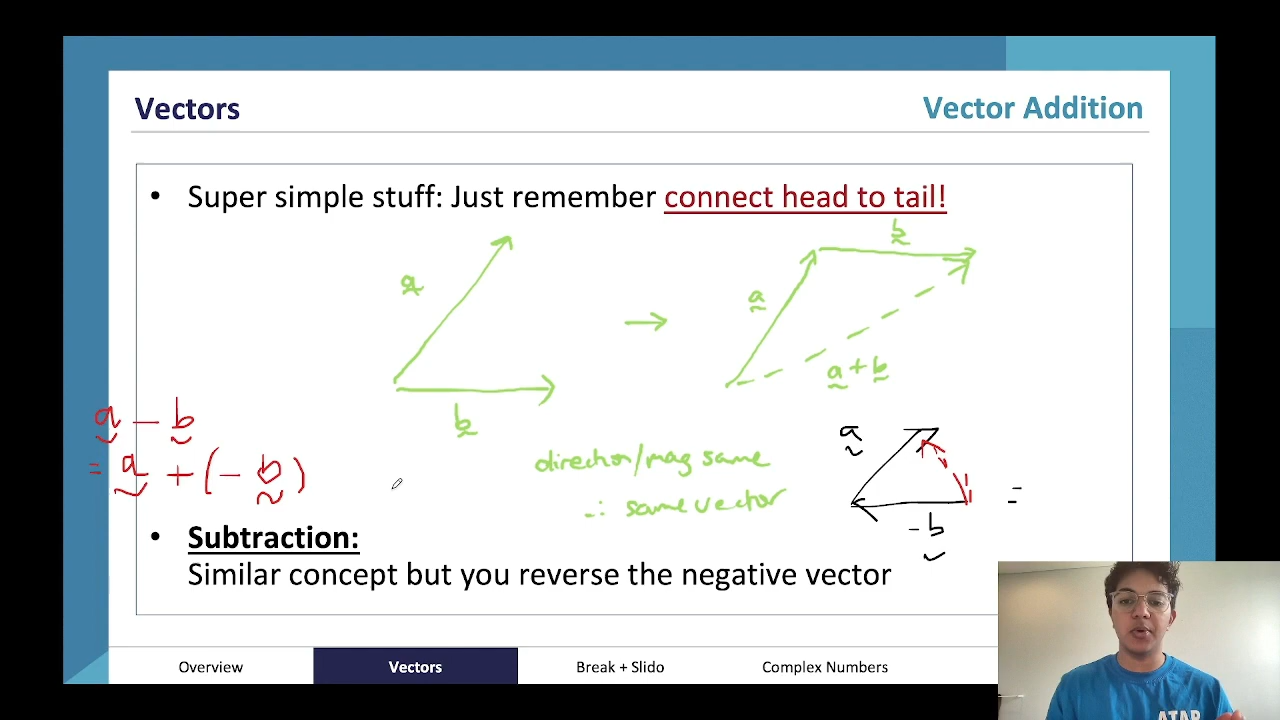 Vectors
Vector Addition
• Super simple stuff: Just remember connect head to tail!
a
b
→
a
b
a + b
a - b
= a + (- b)
direction/mag same
∴ same vector
a
- b
=
• Subtraction:
Similar concept but you reverse the negative vector
Overview
Vectors
Break + Slido
Complex Numbers
ATAR